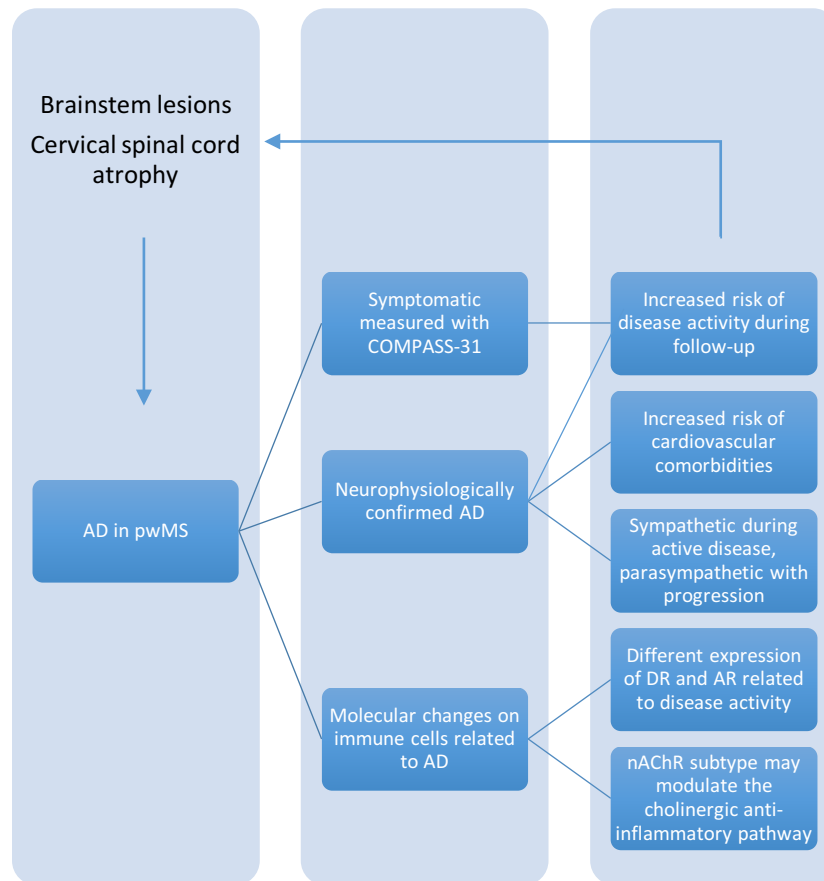 Brainstem lesions
Cervical spinal cord
atrophy
AD in pwMS
Symptomatic
measured with
COMPASS-31
Neurophysiologically
confirmed AD
Molecular changes on
immune cells related
to AD
Increased risk of
disease activity during
follow-up
Increased risk of
cardiovascular
comorbidities
Sympathetic during
active disease,
parasympathetic with
progression
Different expression
of DR and AR related
to disease activity
nAChR subtype may
modulate the
cholinergic anti-
inflammatory pathway